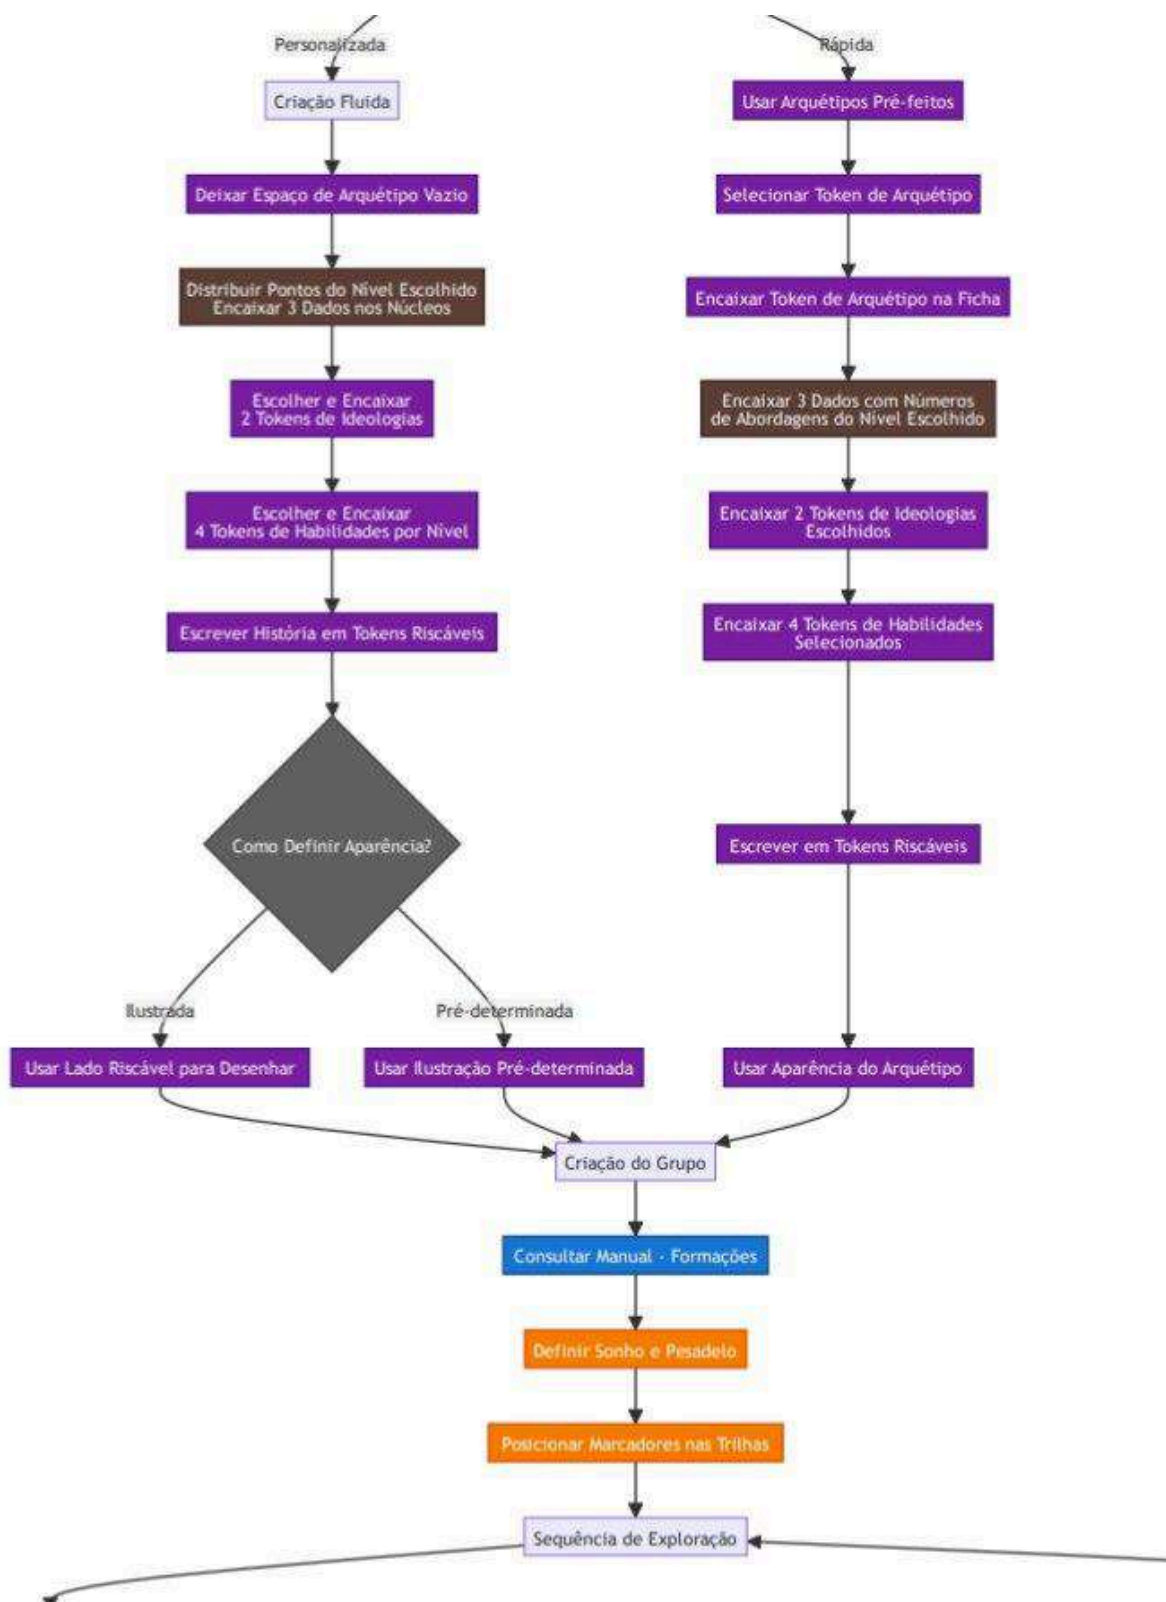 Personalizada
Rápida
Criação Fluida
Usar Arquétipos Pré-feitos
Deixar Espaço de Arquétipo Vazio
Selecionar Token de Arquétipo
Distribuir Pontos do Nível Escolhido
Encaixar 3 Dados nos Núcleos
Encaixar Token de Arquétipo na Ficha
Escolher e Encaixar
2 Tokens de Ideologias
Encaixar 3 Dados com Números
de Abordagens do Nível Escolhido
Escolher e Encaixar
4 Tokens de Habilidades por Nível
Encaixar 2 Tokens de Ideologias
Escolhidos
Escrever História em Tokens Riscáveis
Encaixar 4 Tokens de Habilidades
Selecionados
Como Definir Aparência?
Escrever em Tokens Riscáveis
Ilustrada
Pré-determinada
Usar Lado Riscável para Desenhar
Usar Ilustração Pré-determinada
Usar Aparência do Arquétipo
Criação do Grupo
Consultar Manual - Formações
Definir Sonho e Pesadelo
Posicionar Marcadores nas Trilhas
Sequência de Exploração